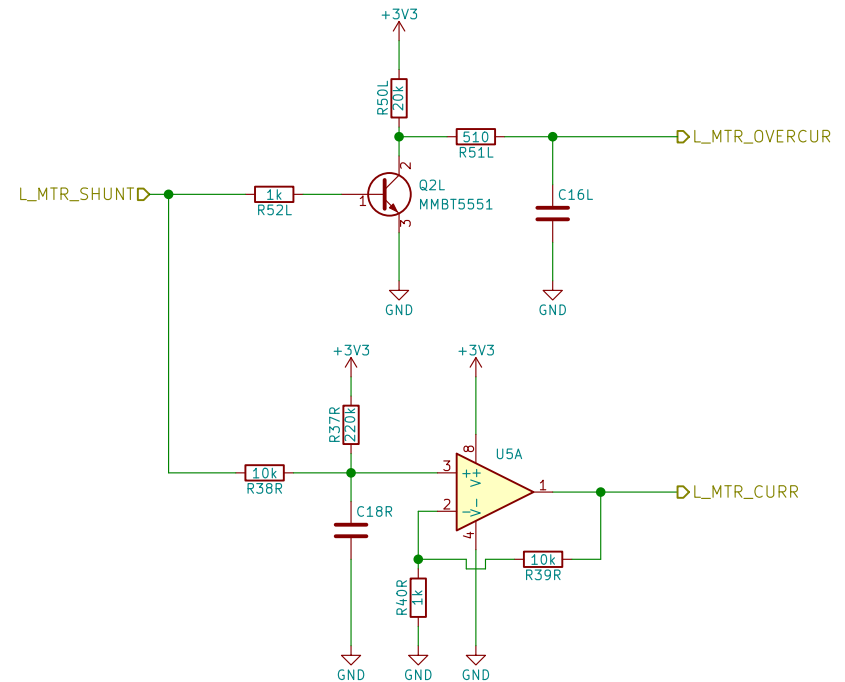 +3V3
R50L
20k
510
R51L
L_MTR_OVERCUR
L_MTR_SHUNT
1k
R52L
1
2
3
Q2L
MMBT5551
C16L
GND
GND
+3V3
+3V3
R37R
220k
10k
R38R
C18R
3
2
8
4
1
U5A
+
V+
-
V-
L_MTR_CURR
10k
R39R
R40R
1k
GND
GND
GND